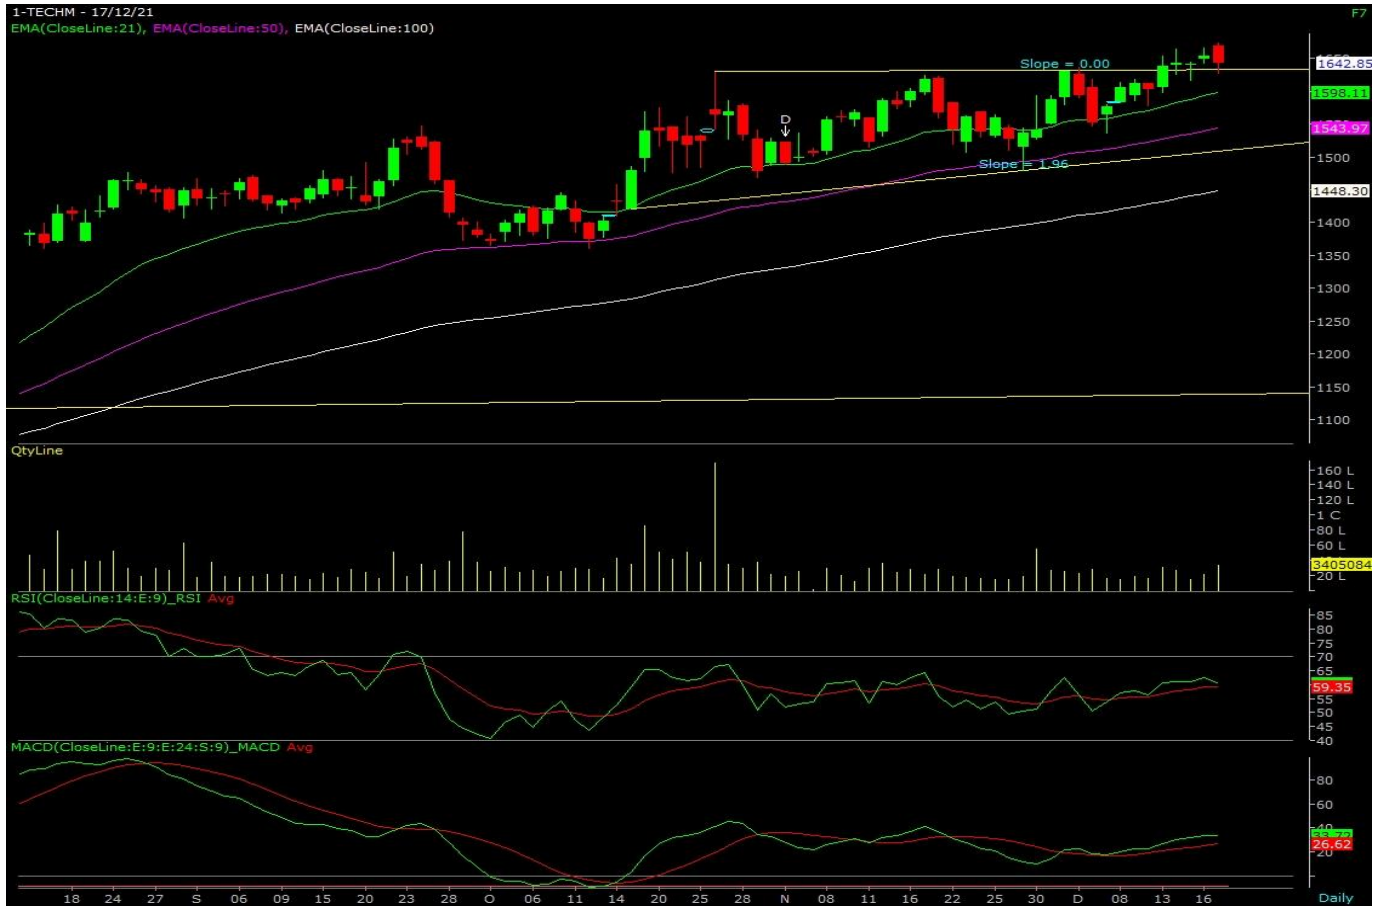 1-TECHM - 17/12/21
F7
EMA(CloseLine:21), EMA(CloseLine:50), EMA(CloseLine:100)
Slope = 0.00
1642.85
1598.11
D
1543.97
1500
Slope = 1.96
1448.30
1400
1350
1300
1250
1200
1150
1100
QtyLine
160 L
140 L
120 L
1 C
80 L
60 L
3405084
20 L
RSI(CloseLine:14:E:9)_RSI Avg
85
80
75
70
65
59.35
55
50
45
40
MACD(CloseLine:E:9:E:24:S:9)_MACD Avg
80
60
40
33.72
26.62
20
18 24 27 S 06 09 15 20 23 28 O 06 11 14 20 25 28 N 08 11 16 22 25 30 D 08 13 16
Daily